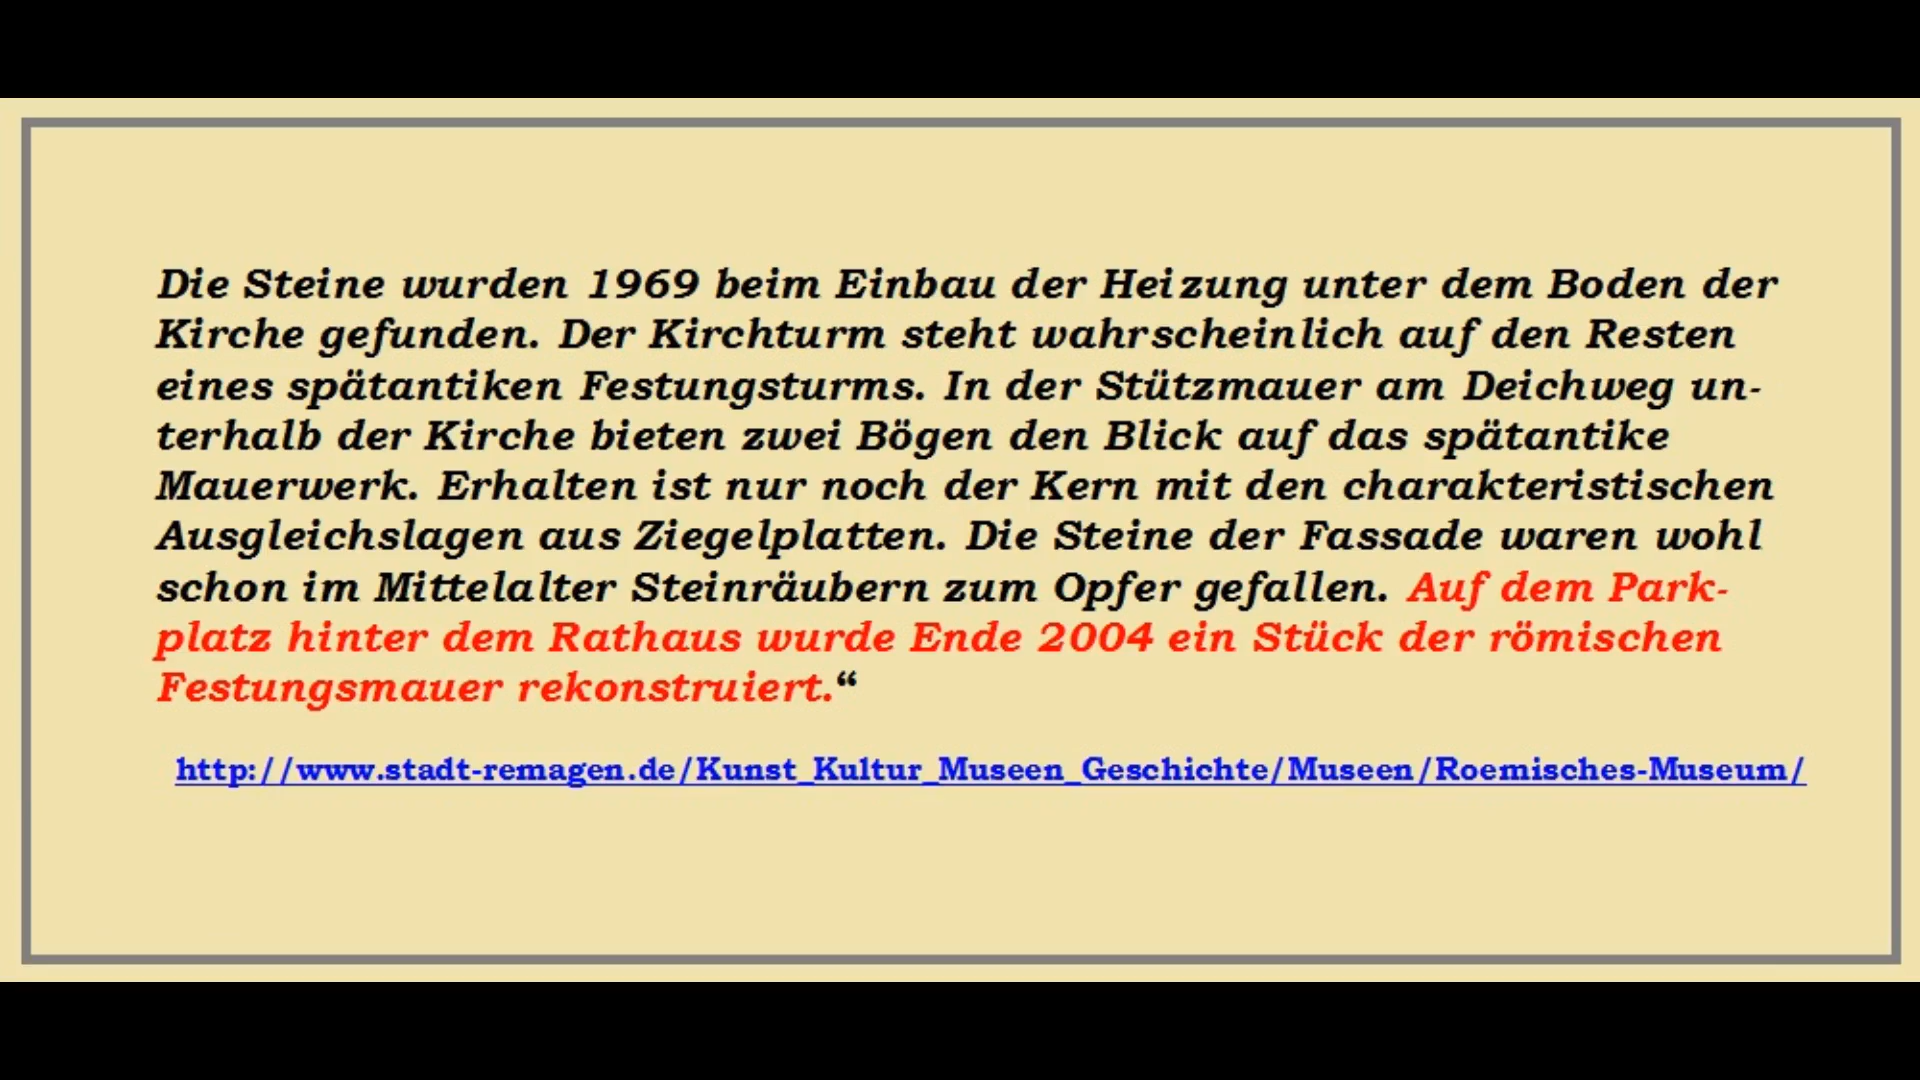 Die Steine wurden 1969 beim Einbau der Heizung unter dem Boden der
Kirche gefunden. Der Kirchturm steht wahrscheinlich auf den Resten
eines spätantiken Festungsturms. In der Stützmauer am Deichweg un-
terhalb der Kirche bieten zwei Bögen den Blick auf das spätantike
Mauerwerk. Erhalten ist nur noch der Kern mit den charakteristischen
Ausgleichslagen aus Ziegelplatten. Die Steine der Fassade waren wohl
schon im Mittelalter Steinräubern zum Opfer gefallen. Auf dem Park-
platz hinter dem Rathaus wurde Ende 2004 ein Stück der römischen
Festungsmauer rekonstruiert.“
http://www.stadt-remagen.de/Kunst_Kultur_Museen_Geschichte/Museen/Roemisches-Museum/